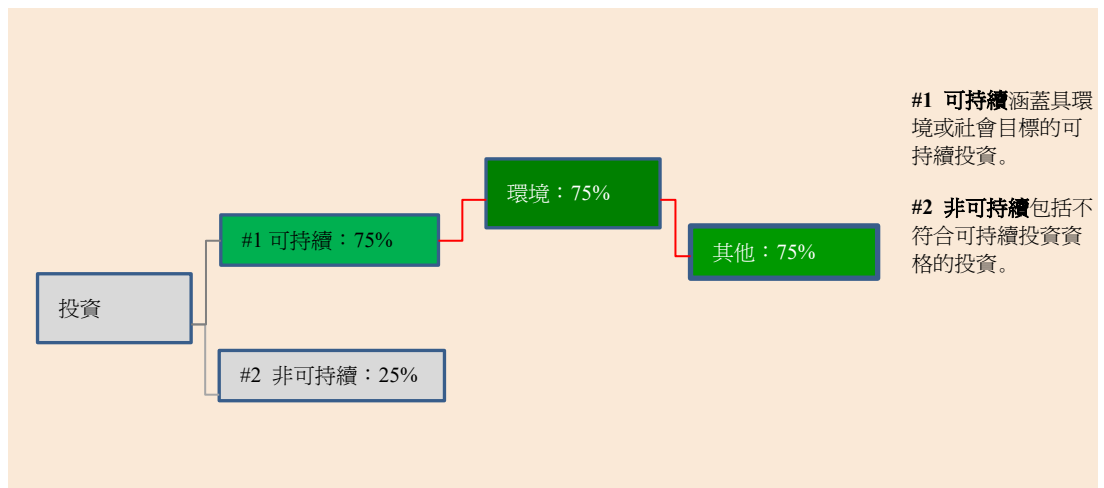 投資
#1 可持續：75%
#2 非可持續：25%
環境：75%
其他：75%
#1 可持續涵蓋具環
境或社會目標的可
持續投資。
#2 非可持續包括不
符合可持續投資資
格的投資。